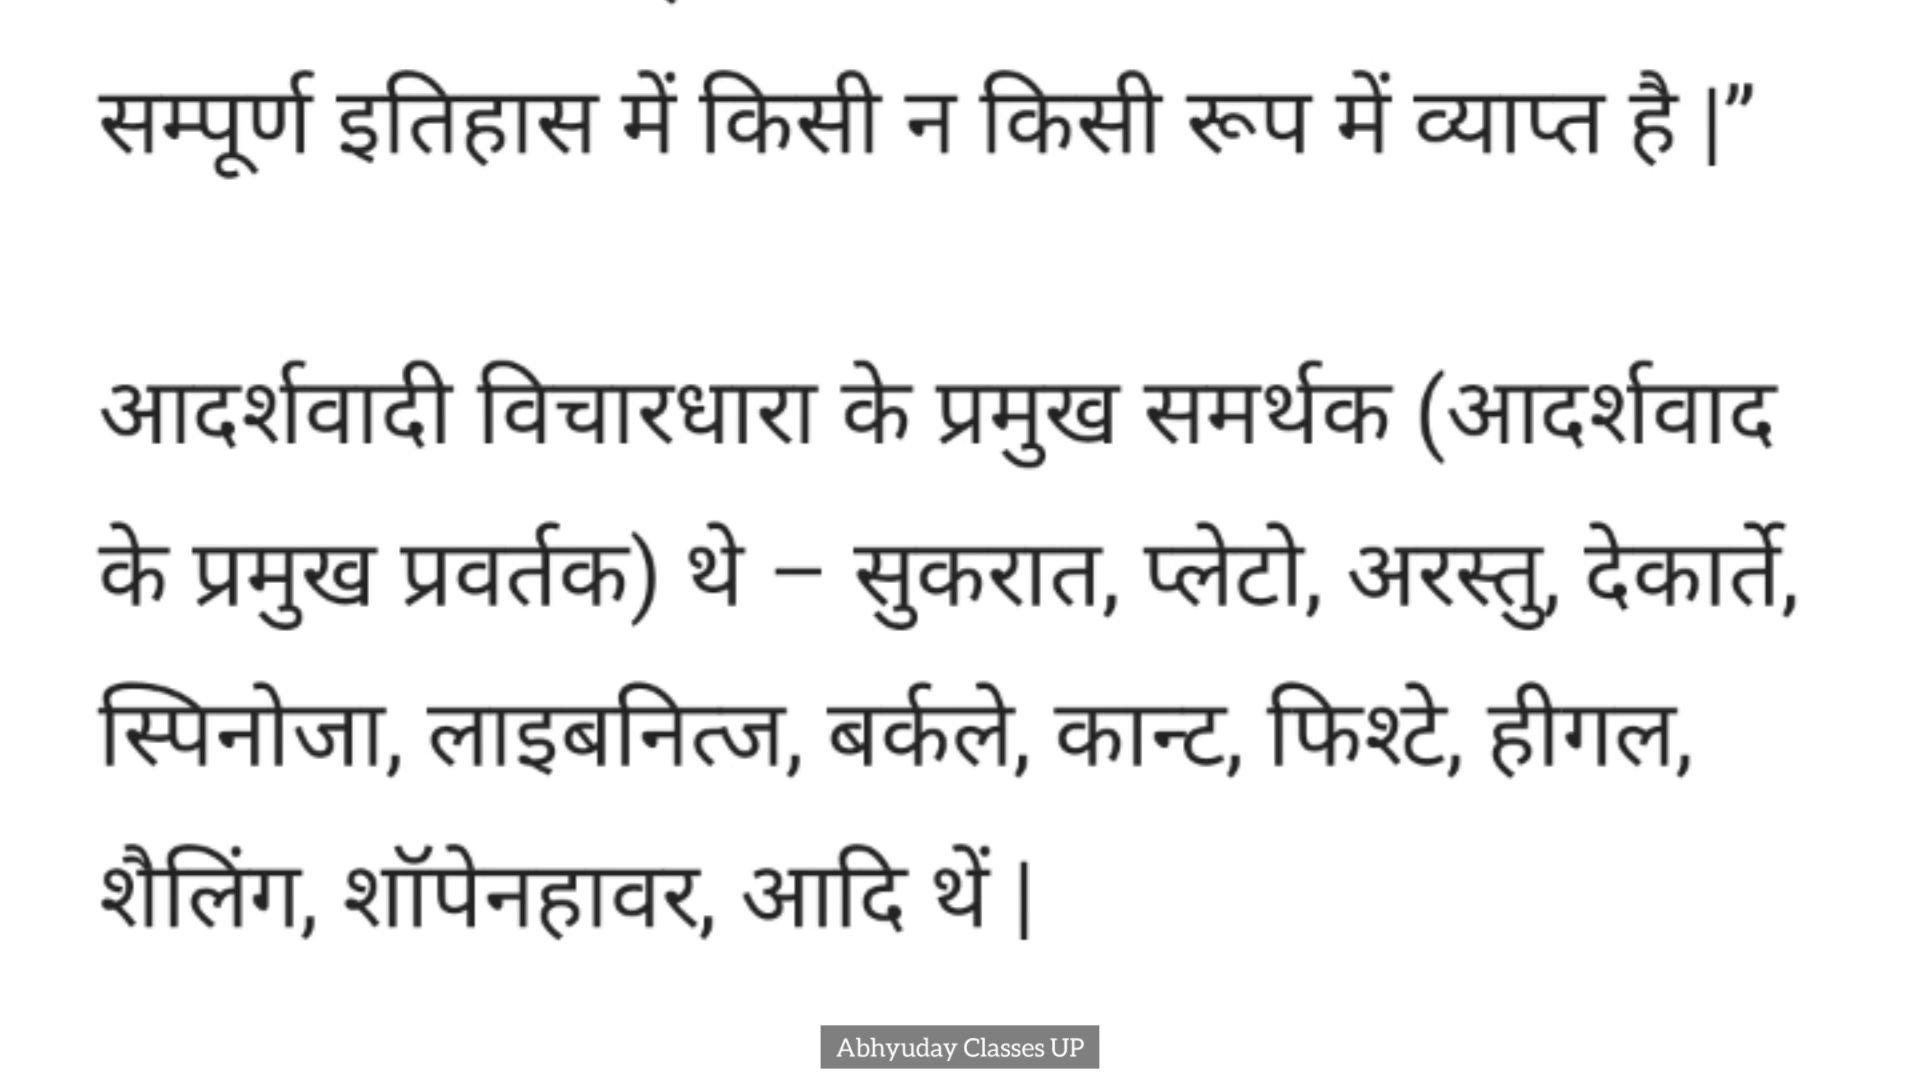 सम्पूर्ण इतिहास में किसी न किसी रूप में व्याप्त है |”
आदर्शवादी विचारधारा के प्रमुख समर्थक (आदर्शवाद
के प्रमुख प्रवर्तक) थे – सुकरात, प्लेटो, अरस्तु, देकार्ते,
स्पिनोजा, लाइबनित्ज, बर्कले, कान्ट, फिश्टे, हीगल,
शैलिंग, शॉपेनहावर, आदि थें |
Abhyuday Classes UP